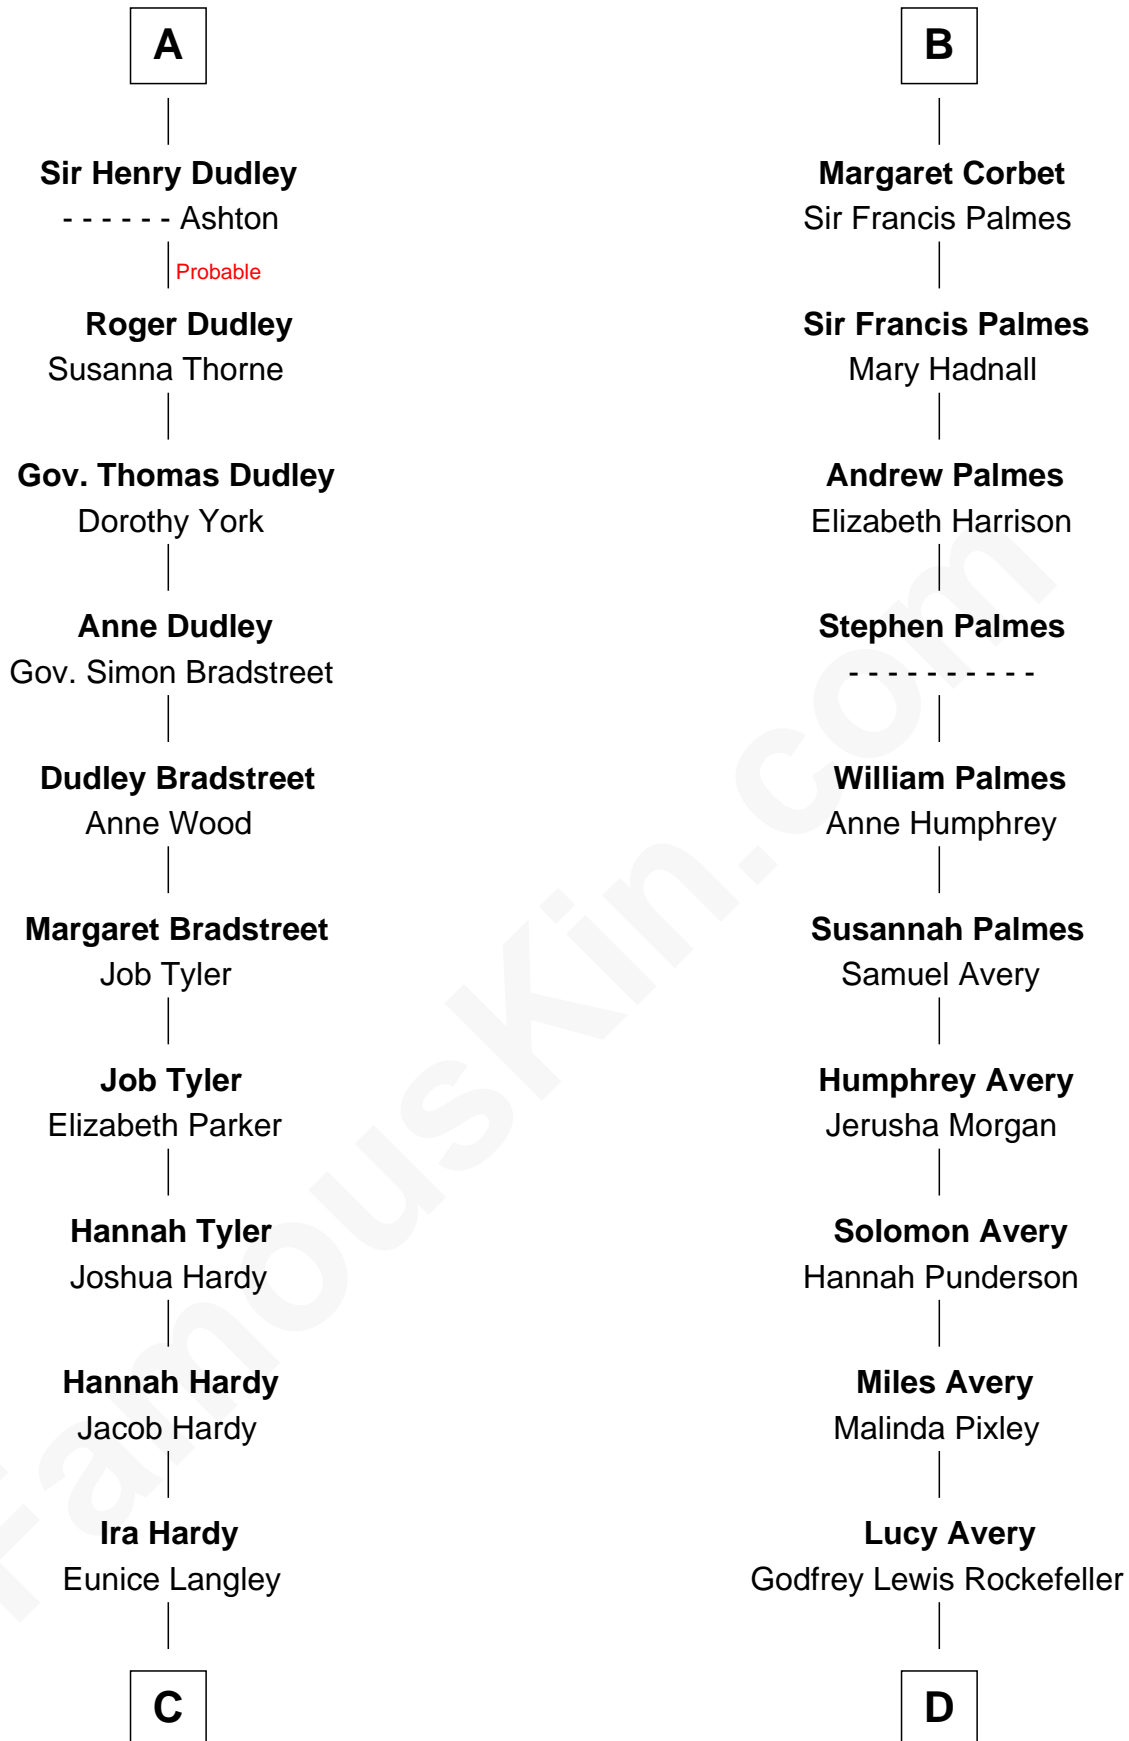 A
Sir Henry Dudley
- - - - - - Ashton
Probable
Roger Dudley
Susanna Thorne
Gov. Thomas Dudley
Dorothy York
Anne Dudley
Gov. Simon Bradstreet
Dudley Bradstreet
Anne Wood
Margaret Bradstreet
Job Tyler
Job Tyler
Elizabeth Parker
Hannah Tyler
Joshua Hardy
Hannah Hardy
Jacob Hardy
Ira Hardy
Eunice Langley
C
B
Margaret Corbet
Sir Francis Palmes
Sir Francis Palmes
Mary Hadnall
Andrew Palmes
Elizabeth Harrison
Stephen Palmes
- - - - - - - - - -
William Palmes
Anne Humphrey
Susannah Palmes
Samuel Avery
Humphrey Avery
Jerusha Morgan
Solomon Avery
Hannah Punderson
Miles Avery
Malinda Pixley
Lucy Avery
Godfrey Lewis Rockefeller
D
FamousKin.com